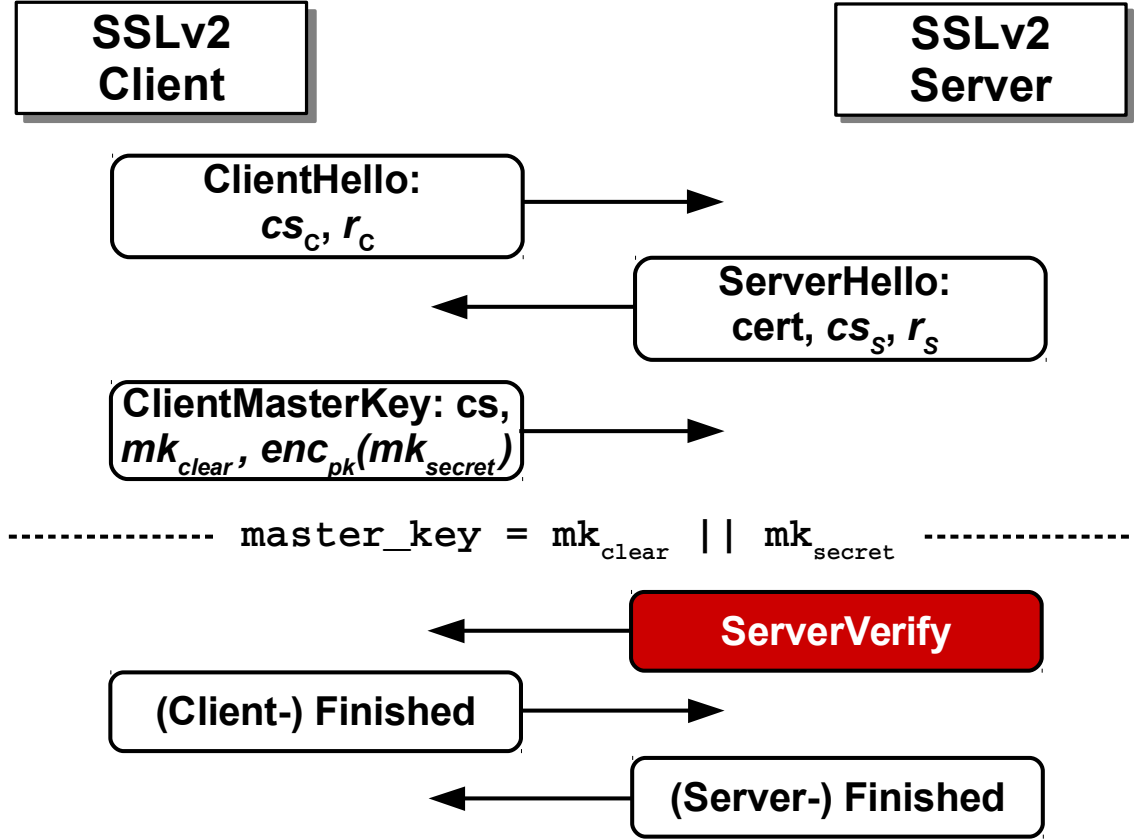 SSLv2
Client
SSLv2
Server
ClientHello:
cs_C, r_C
ServerHello:
cert, cs_S, r_S
ClientMasterKey: cs,
mk_clear, enc_pk(mk_secret)
master_key = mk_clear || mk_secret
ServerVerify
(Client-) Finished
(Server-) Finished